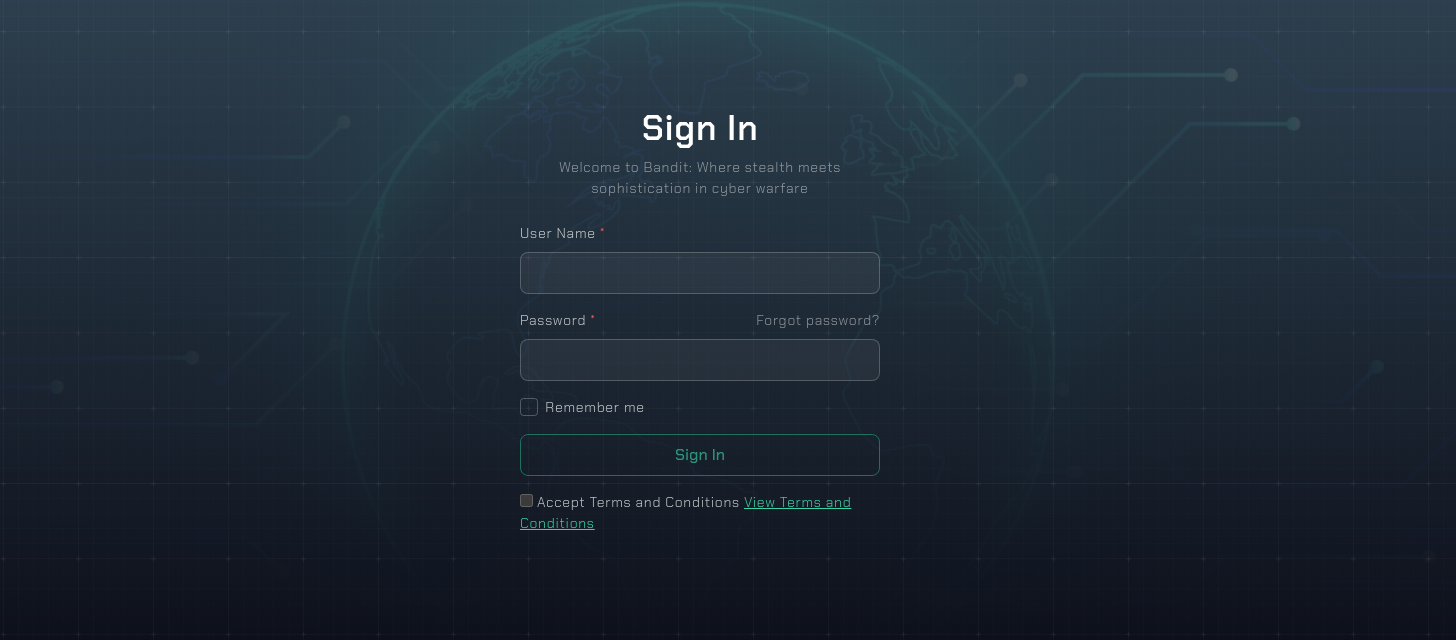 Sign In
Welcome to Bandit: Where stealth meets
sophistication in cyber warfare
User Name *
Password * Forgot password?
Remember me
Sign In
Accept Terms and Conditions View Terms and
Conditions